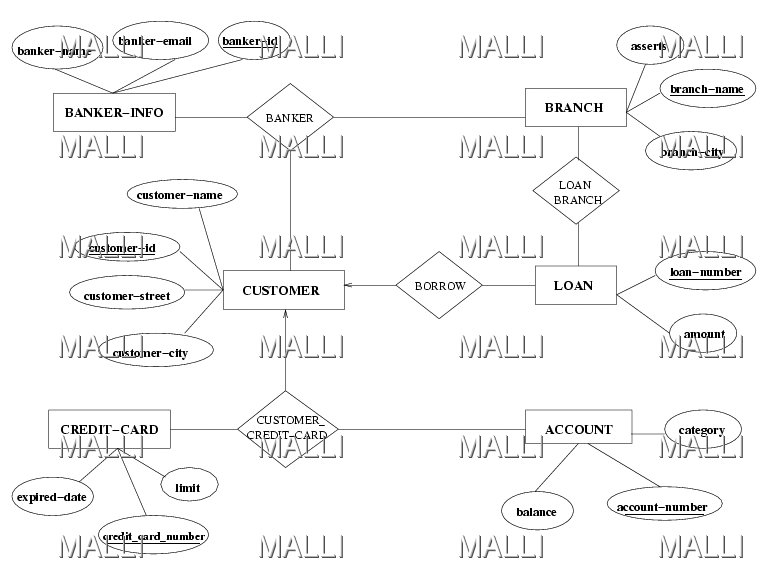 MALLI MALLI MALLI
banker-name
banker-email
banker-id
asserts
branch-name
branch-city
BANKER-INFO
BANKER
BRANCH
MALLI MALLI MALLI MALLI
LOAN
BRANCH
customer-name
customer-id
customer-street
customer-city
MALLI MALLI MALLI MALLI
CUSTOMER
BORROW
LOAN
loan-number
amount
MALLI MALLI MALLI MALLI
CREDIT-CARD
CUSTOMER_
CREDIT-CARD
ACCOUNT
category
MALLI MALLI MALLI MALLI
expired-date
limit
credit_card_number
balance
account-number
MALLI MALLI MALLI MALLI
MALLI